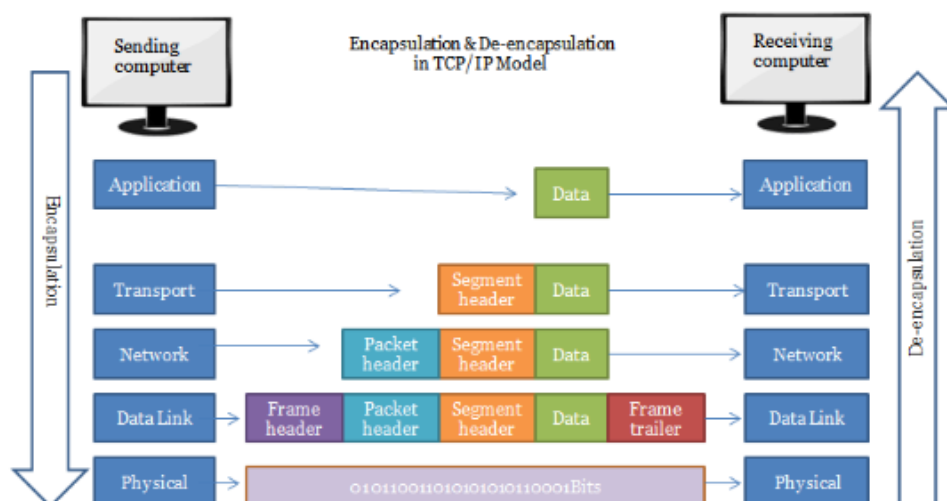 Sending
computer
Encapsulation & De-encapsulation
in TCP/IP Model
Receiving
computer
Encapsulation
De-encapsulation
Application
Data
Application
Transport
Segment
header
Data
Transport
Network
Packet
header
Segment
header
Data
Network
Data Link
Frame
header
Packet
header
Segment
header
Data
Frame
trailer
Data Link
Physical
010110011010101010110001Bits
Physical